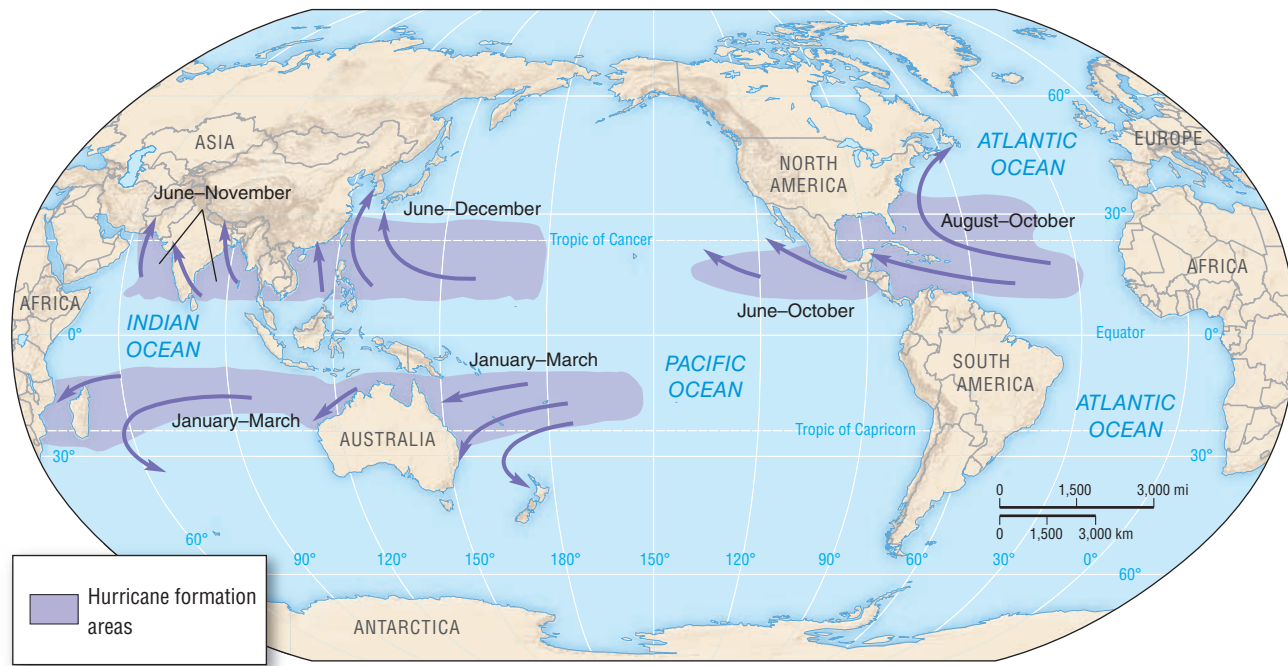 60°
ASIA
NORTH
AMERICA
ATLANTIC
OCEAN
EUROPE
June–November
June–December
August–October
30°
Tropic of Cancer
AFRICA
AFRICA
INDIAN
OCEAN
0°
June–October
Equator
0°
January–March
PACIFIC
OCEAN
SOUTH
AMERICA
January–March
AUSTRALIA
Tropic of Capricorn
ATLANTIC
OCEAN
30°
30°
0 1,500 3,000 mi
0 1,500 3,000 km
60°
90° 120° 150° 180° 150° 120° 90° 60° 30° 0°
60°
Hurricane formation
areas
ANTARCTICA